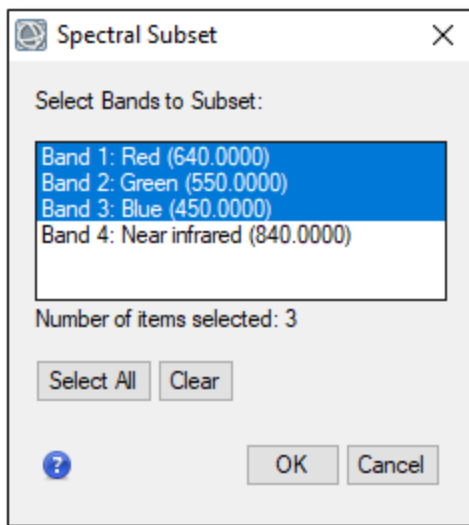 Spectral Subset
Select Bands to Subset:
Band 1: Red (640.0000)
Band 2: Green (550.0000)
Band 3: Blue (450.0000)
Band 4: Near infrared (840.0000)
Number of items selected: 3
Select All Clear
? OK Cancel